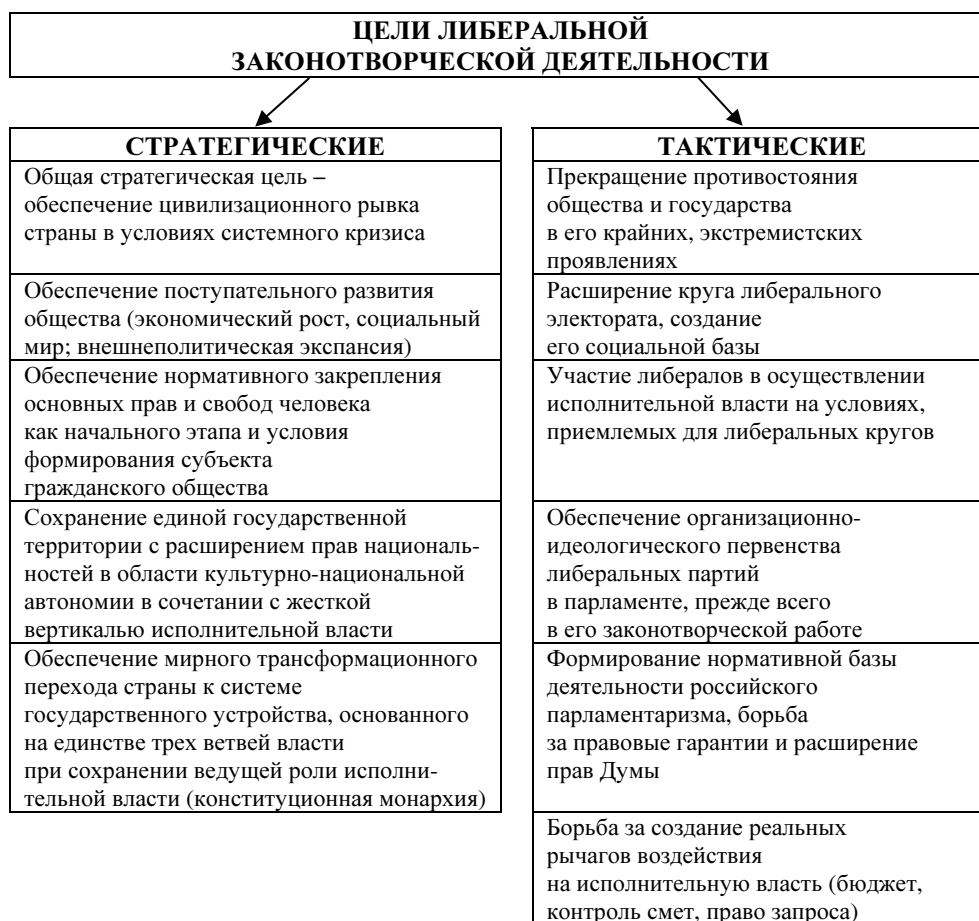 ЦЕЛИ ЛИБЕРАЛЬНОЙ
ЗАКОНОТВОРЧЕСКОЙ ДЕЯТЕЛЬНОСТИ
СТРАТЕГИЧЕСКИЕ
Общая стратегическая цель –
обеспечение цивилизационного рывка
страны в условиях системного кризиса
Обеспечение поступательного развития
общества (экономический рост, социальный
мир; внешнеполитическая экспансия)
Обеспечение нормативного закрепления
основных прав и свобод человека
как начального этапа и условия
формирования субъекта
гражданского общества
Сохранение единой государственной
территории с расширением прав националь-
ностей в области культурно-национальной
автономии в сочетании с жесткой
вертикалью исполнительной власти
Обеспечение мирного трансформационного
перехода страны к системе
государственного устройства, основанного
на единстве трех ветвей власти
при сохранении ведущей роли исполни-
тельной власти (конституционная монархия)
ТАКТИЧЕСКИЕ
Прекращение противостояния
общества и государства
в его крайних, экстремистских
проявлениях
Расширение круга либерального
электората, создание
его социальной базы
Участие либералов в осуществлении
исполнительной власти на условиях,
приемлемых для либеральных кругов
Обеспечение организационно-
идеологического первенства
либеральных партий
в парламенте, прежде всего
в его законотворческой работе
Формирование нормативной базы
деятельности российского
парламентаризма, борьба
за правовые гарантии и расширение
прав Думы
Борьба за создание реальных
рычагов воздействия
на исполнительную власть (бюджет,
контроль смет, право запроса)